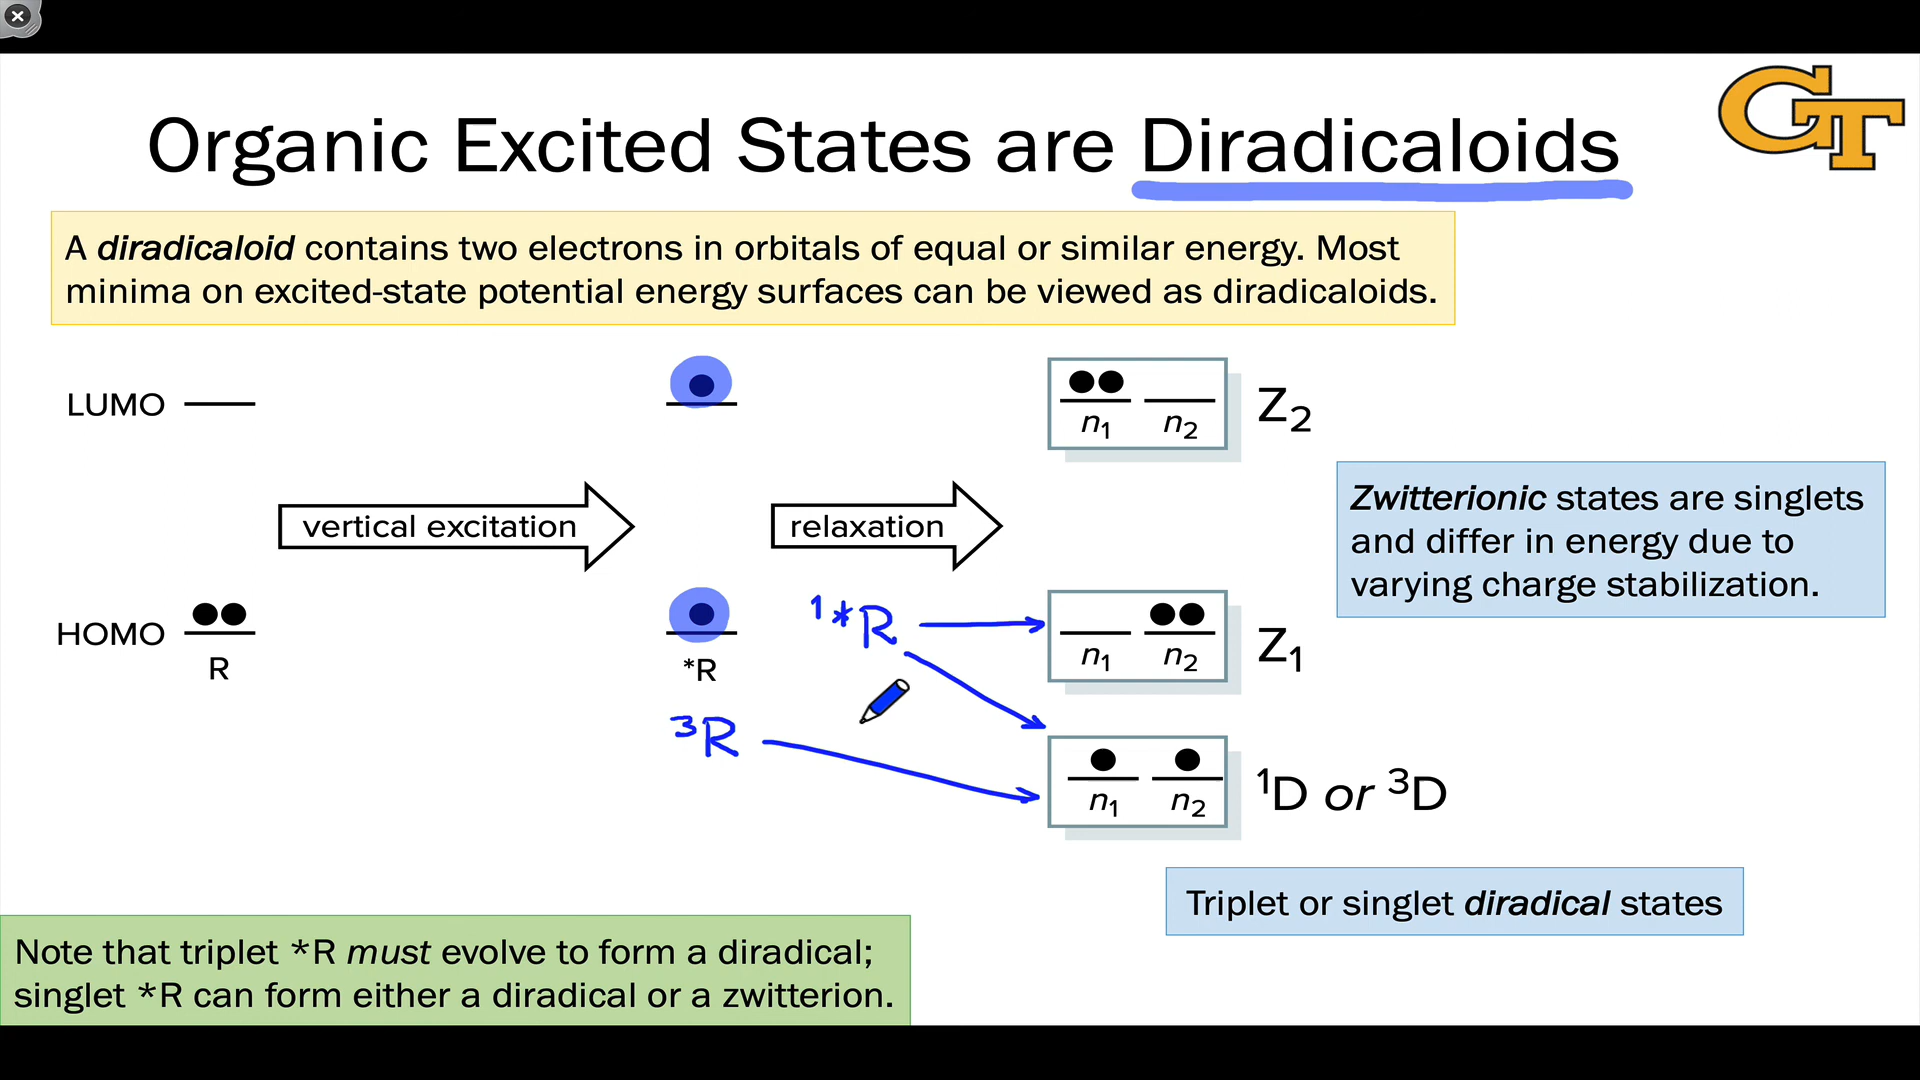 Organic Excited States are Diradicaloids
GT
A diradicaloid contains two electrons in orbitals of equal or similar energy. Most
minima on excited-state potential energy surfaces can be viewed as diradicaloids.
LUMO
n₁ n₂
Z₂
vertical excitation
relaxation
Zwitterionic states are singlets
and differ in energy due to
varying charge stabilization.
HOMO
R
*R
¹*R
n₁ n₂
Z₁
³R
n₁ n₂
¹D or ³D
Triplet or singlet diradical states
Note that triplet *R must evolve to form a diradical;
singlet *R can form either a diradical or a zwitterion.